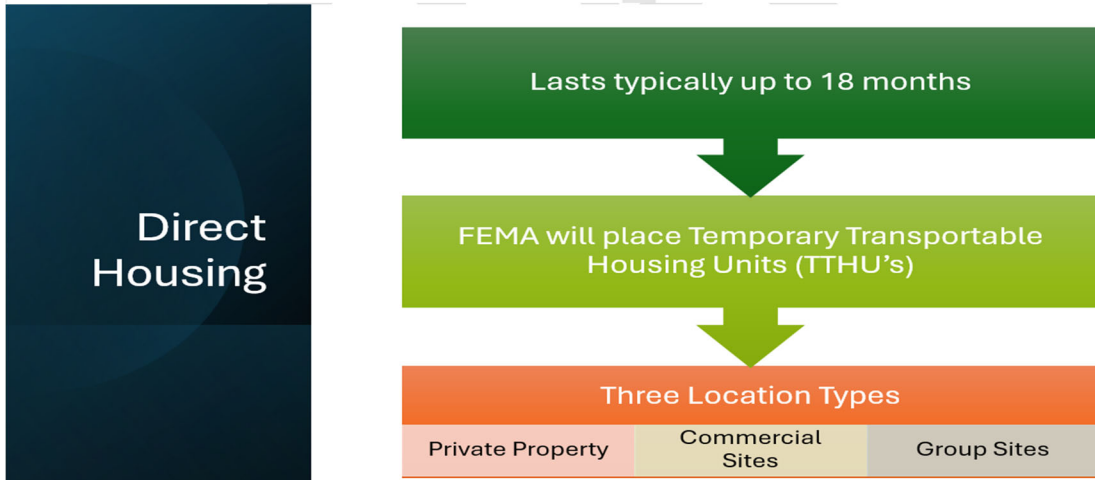 Direct
Housing
Lasts typically up to 18 months
FEMA will place Temporary Transportable
Housing Units (TTHU’s)
Three Location Types
Private Property
Commercial
Sites
Group Sites